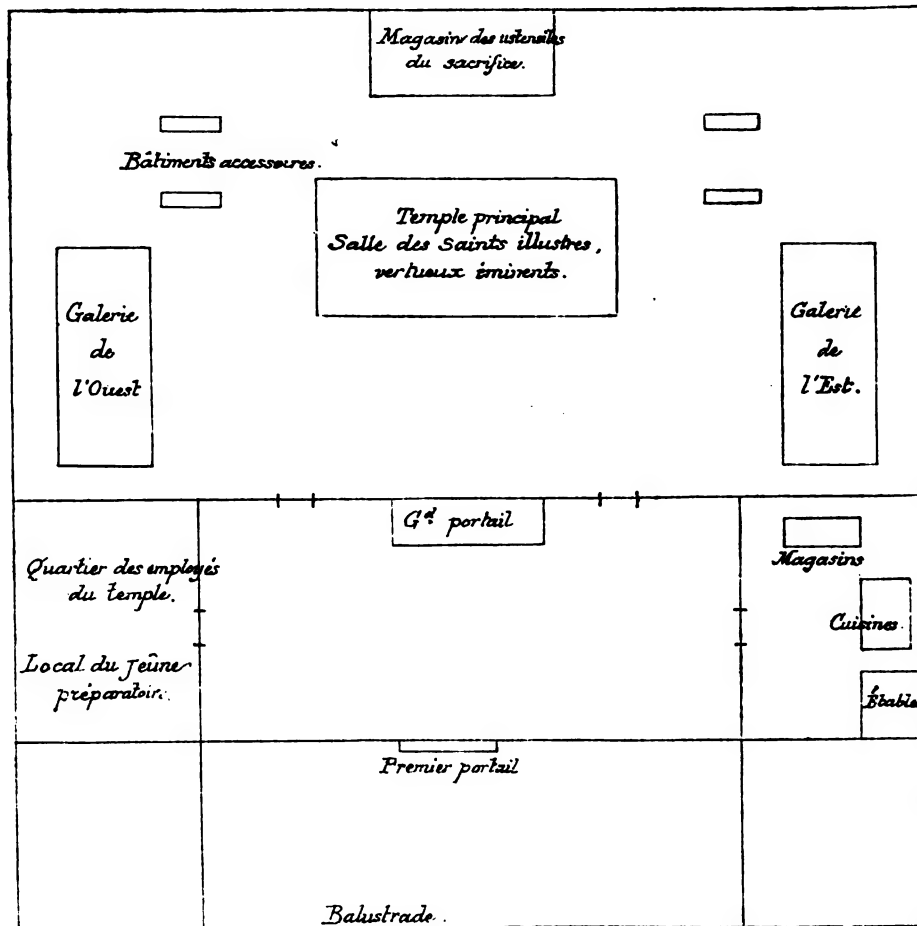 Magasin des ustensiles
du sacrifice.
Bâtiments accessoires.
Temple principal
Salle des Saints illustres,
vertueux éminents.
Galerie
de
l'Ouest
Galerie
de
l'Est.
Gd portail
Quartier des employés
du temple.
Magasins
Cuisines.
Local du Jeûne
préparatoire.
Étable
Premier portail
Balustrade.